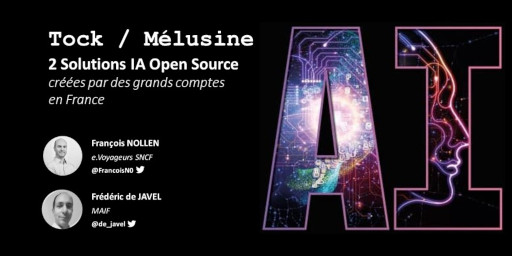 Tock / Mélusine
2 Solutions IA Open Source
créées par des grands comptes
en France
François NOLLEN
e.Voyageurs SNCF
@FrancoisN0
Frédéric de JAVEL
MAIF
@de_javel
AI